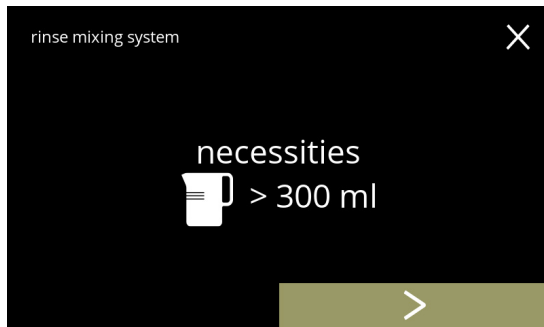 rinse mixing system
necessities
> 300 ml